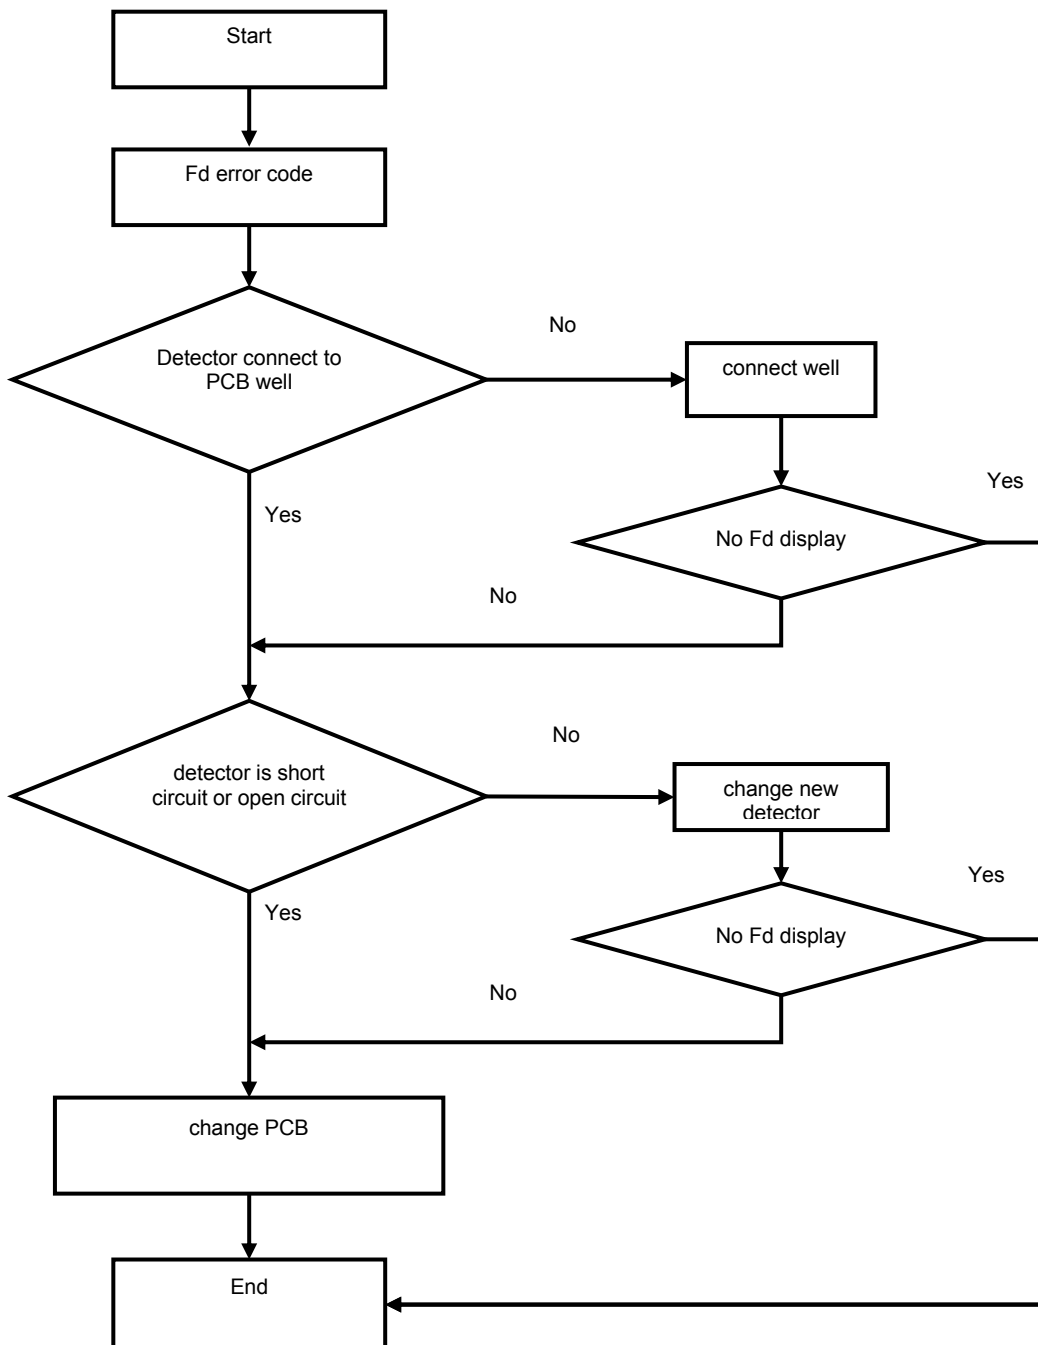 Start
Fd error code
Detector connect to
PCB well
No
connect well
Yes
Yes
No Fd display
No
No
detector is short
circuit or open circuit
change new
detector
Yes
Yes
No Fd display
No
change PCB
End